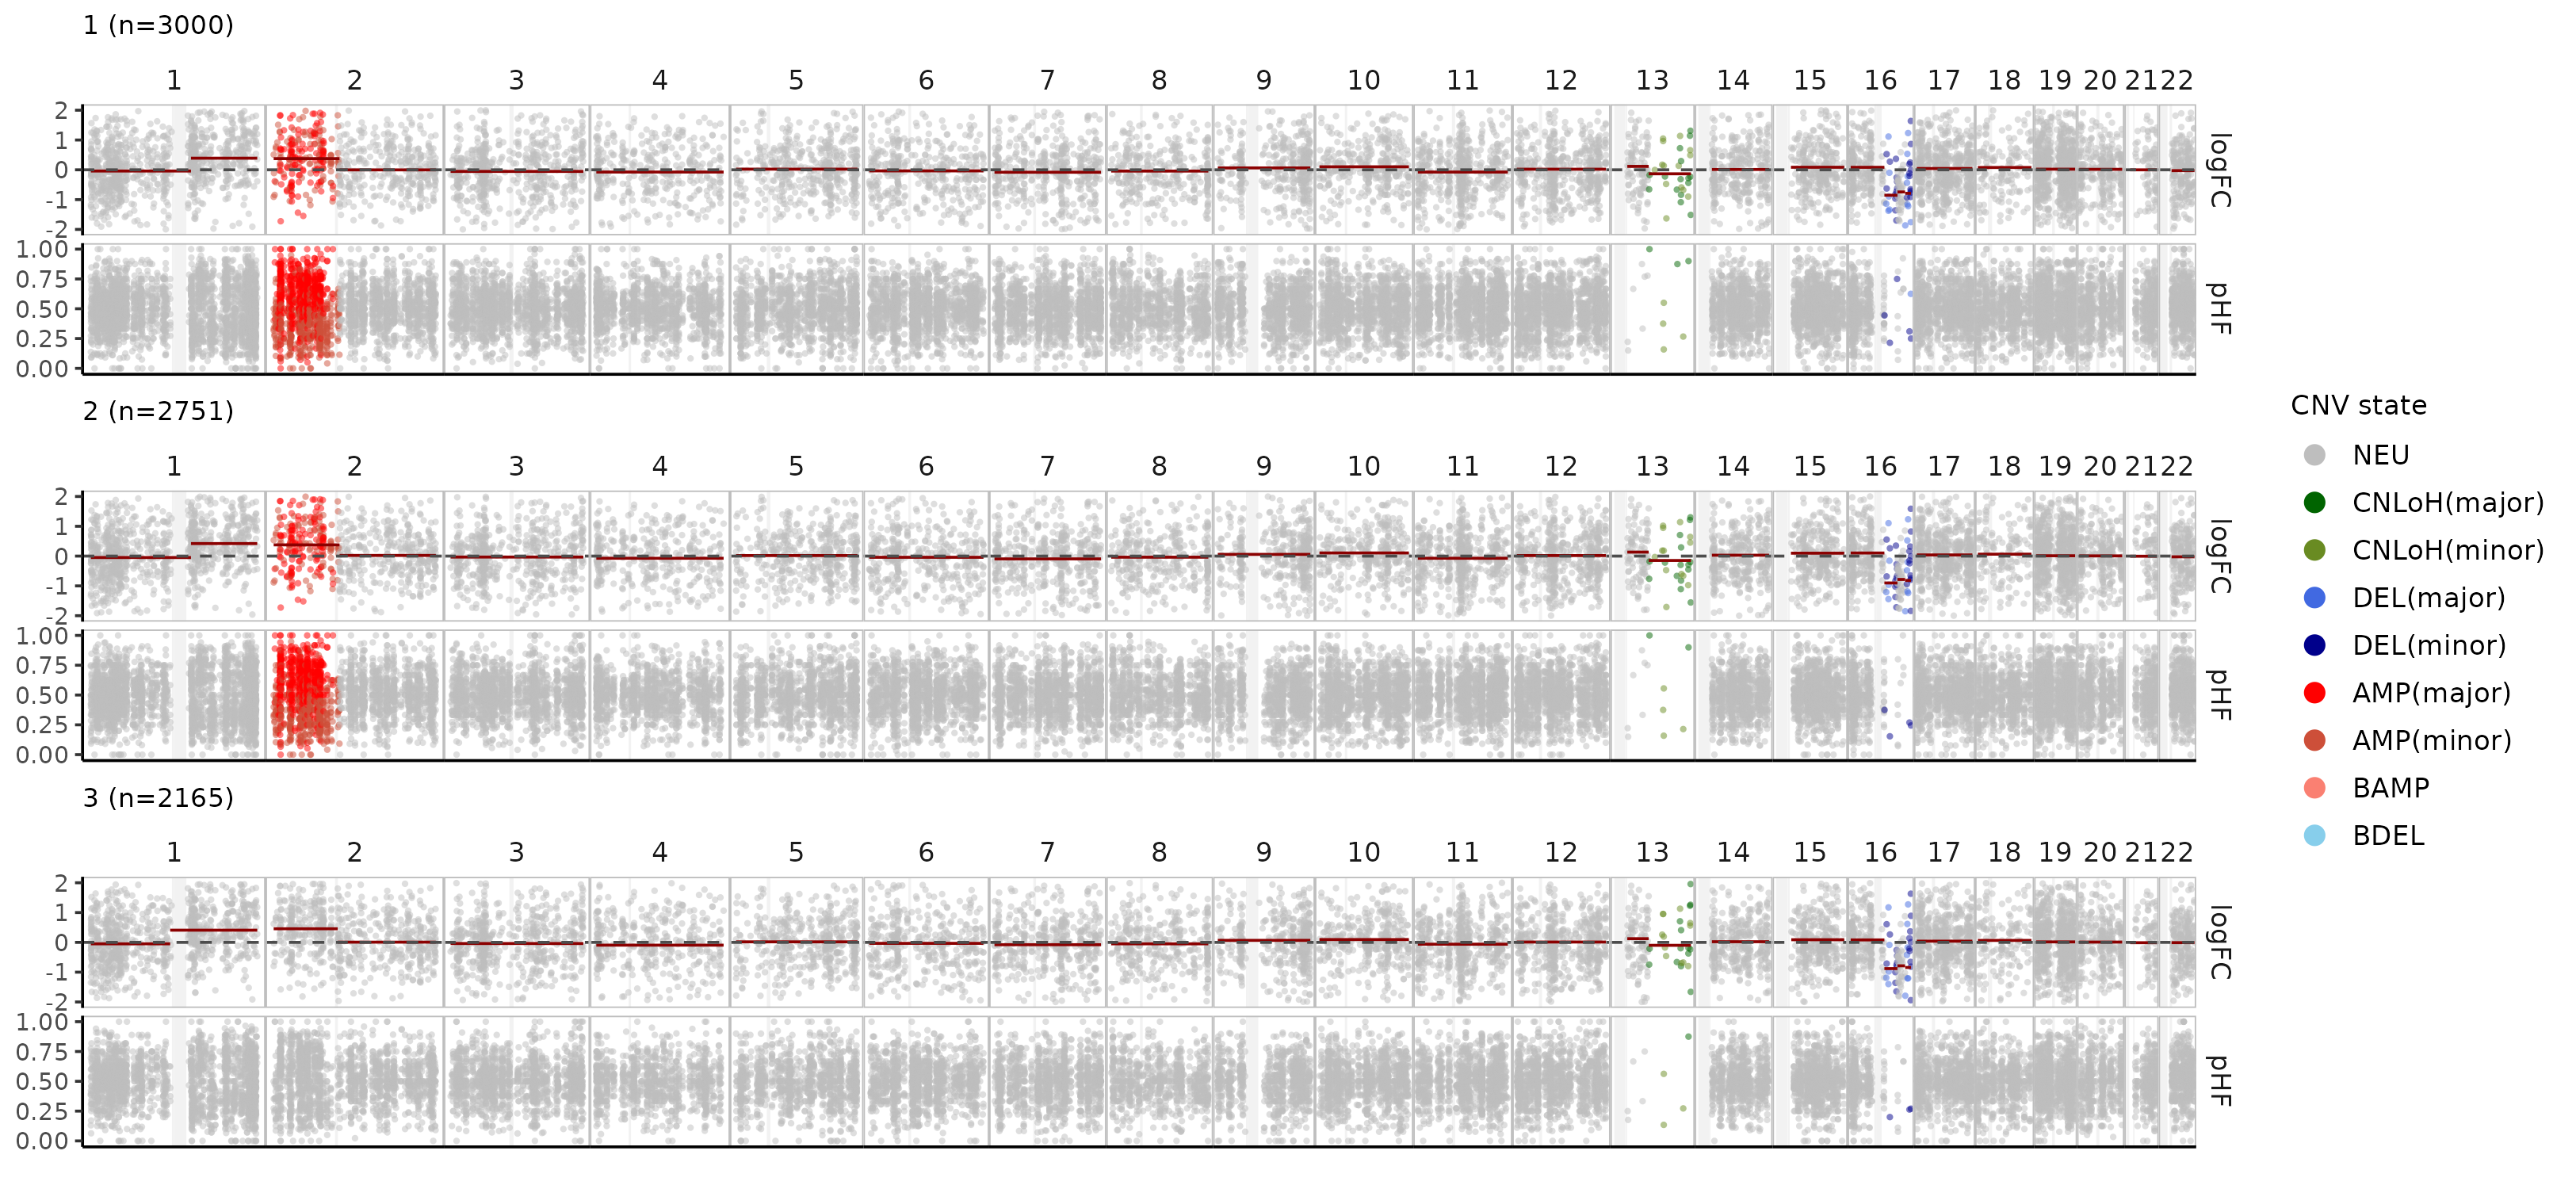 1 (n=3000)
1 2 3 4 5 6 7 8 9 10 11 12 13 14 15 16 17 18 19 20 21 22
2
1
0
-1
-2
logFC
1.00
0.75
0.50
0.25
0.00
pHF
2 (n=2751)
1 2 3 4 5 6 7 8 9 10 11 12 13 14 15 16 17 18 19 20 21 22
2
1
0
-1
-2
logFC
1.00
0.75
0.50
0.25
0.00
pHF
3 (n=2165)
1 2 3 4 5 6 7 8 9 10 11 12 13 14 15 16 17 18 19 20 21 22
2
1
0
-1
-2
logFC
1.00
0.75
0.50
0.25
0.00
pHF
CNV state
NEU
CNLoH(major)
CNLoH(minor)
DEL(major)
DEL(minor)
AMP(major)
AMP(minor)
BAMP
BDEL